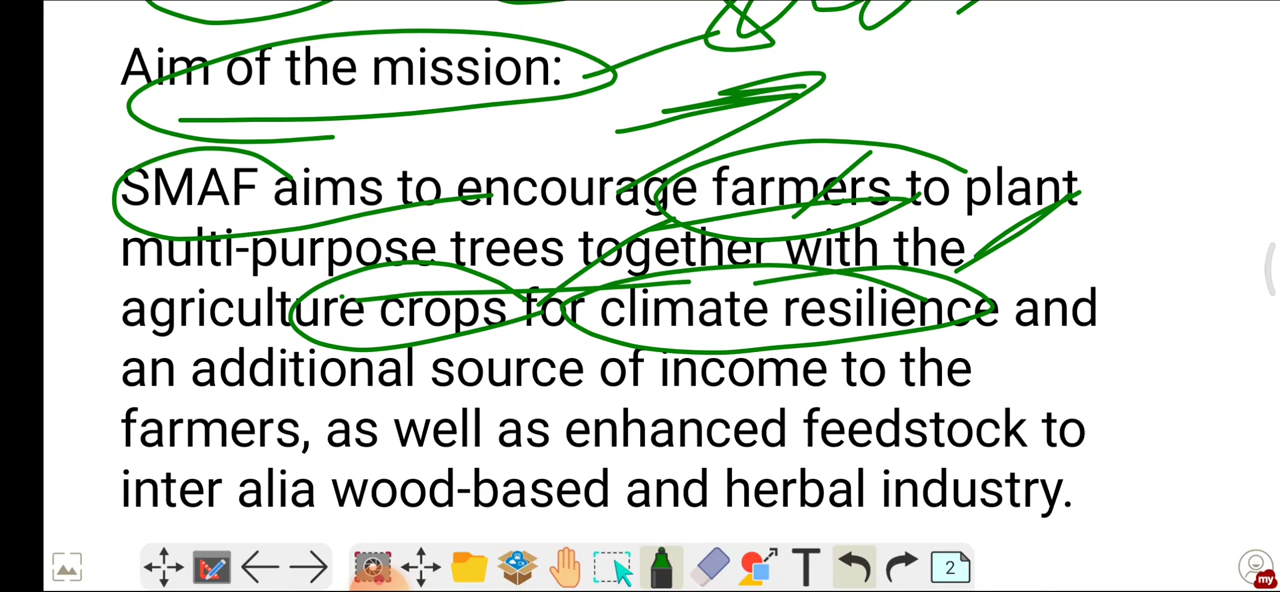 Aim of the mission:
SMAF aims to encourage farmers to plant
multi-purpose trees together with the
agriculture crops for climate resilience and
an additional source of income to the
farmers, as well as enhanced feedstock to
inter alia wood-based and herbal industry.
T
2
my